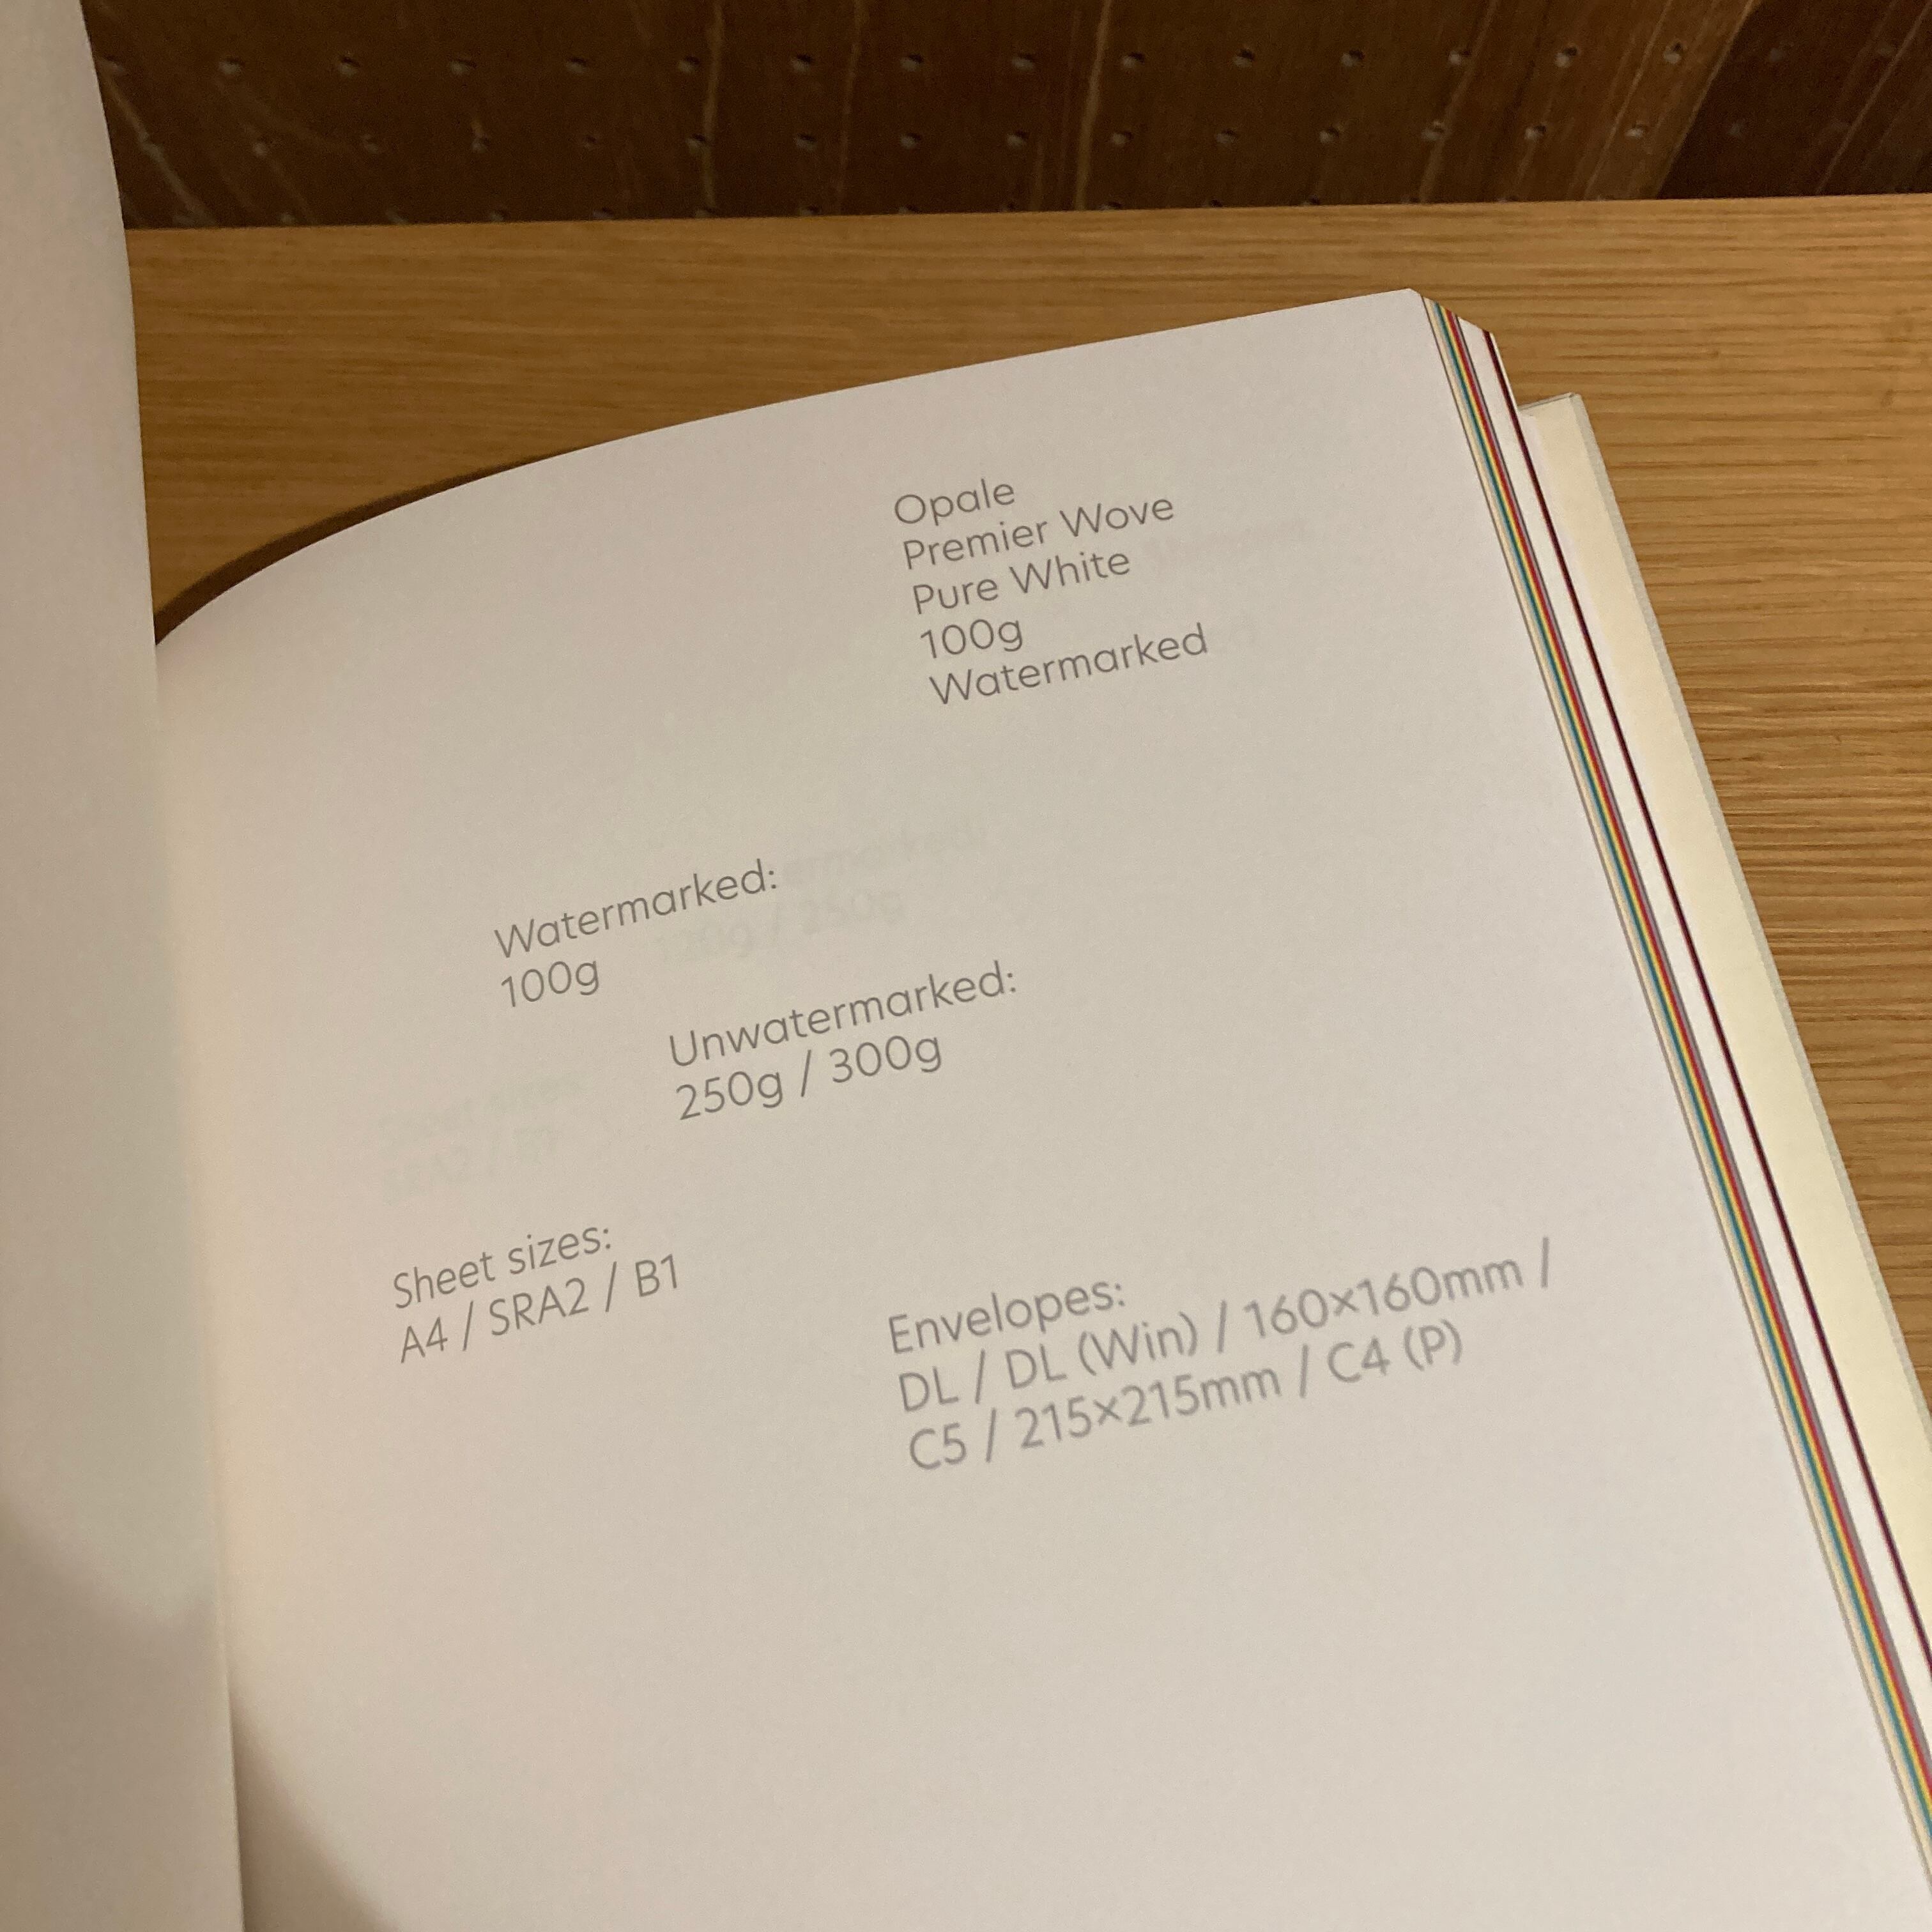 Opale
Premier Wove
Pure White
100g
Watermarked
Watermarked:
100g
Unwatermarked:
250g / 300g
Sheet sizes:
A4 / SRA2 / B1
Envelopes:
DL / DL (Win) / 160×160mm /
C5 / 215×215mm / C4 (P)